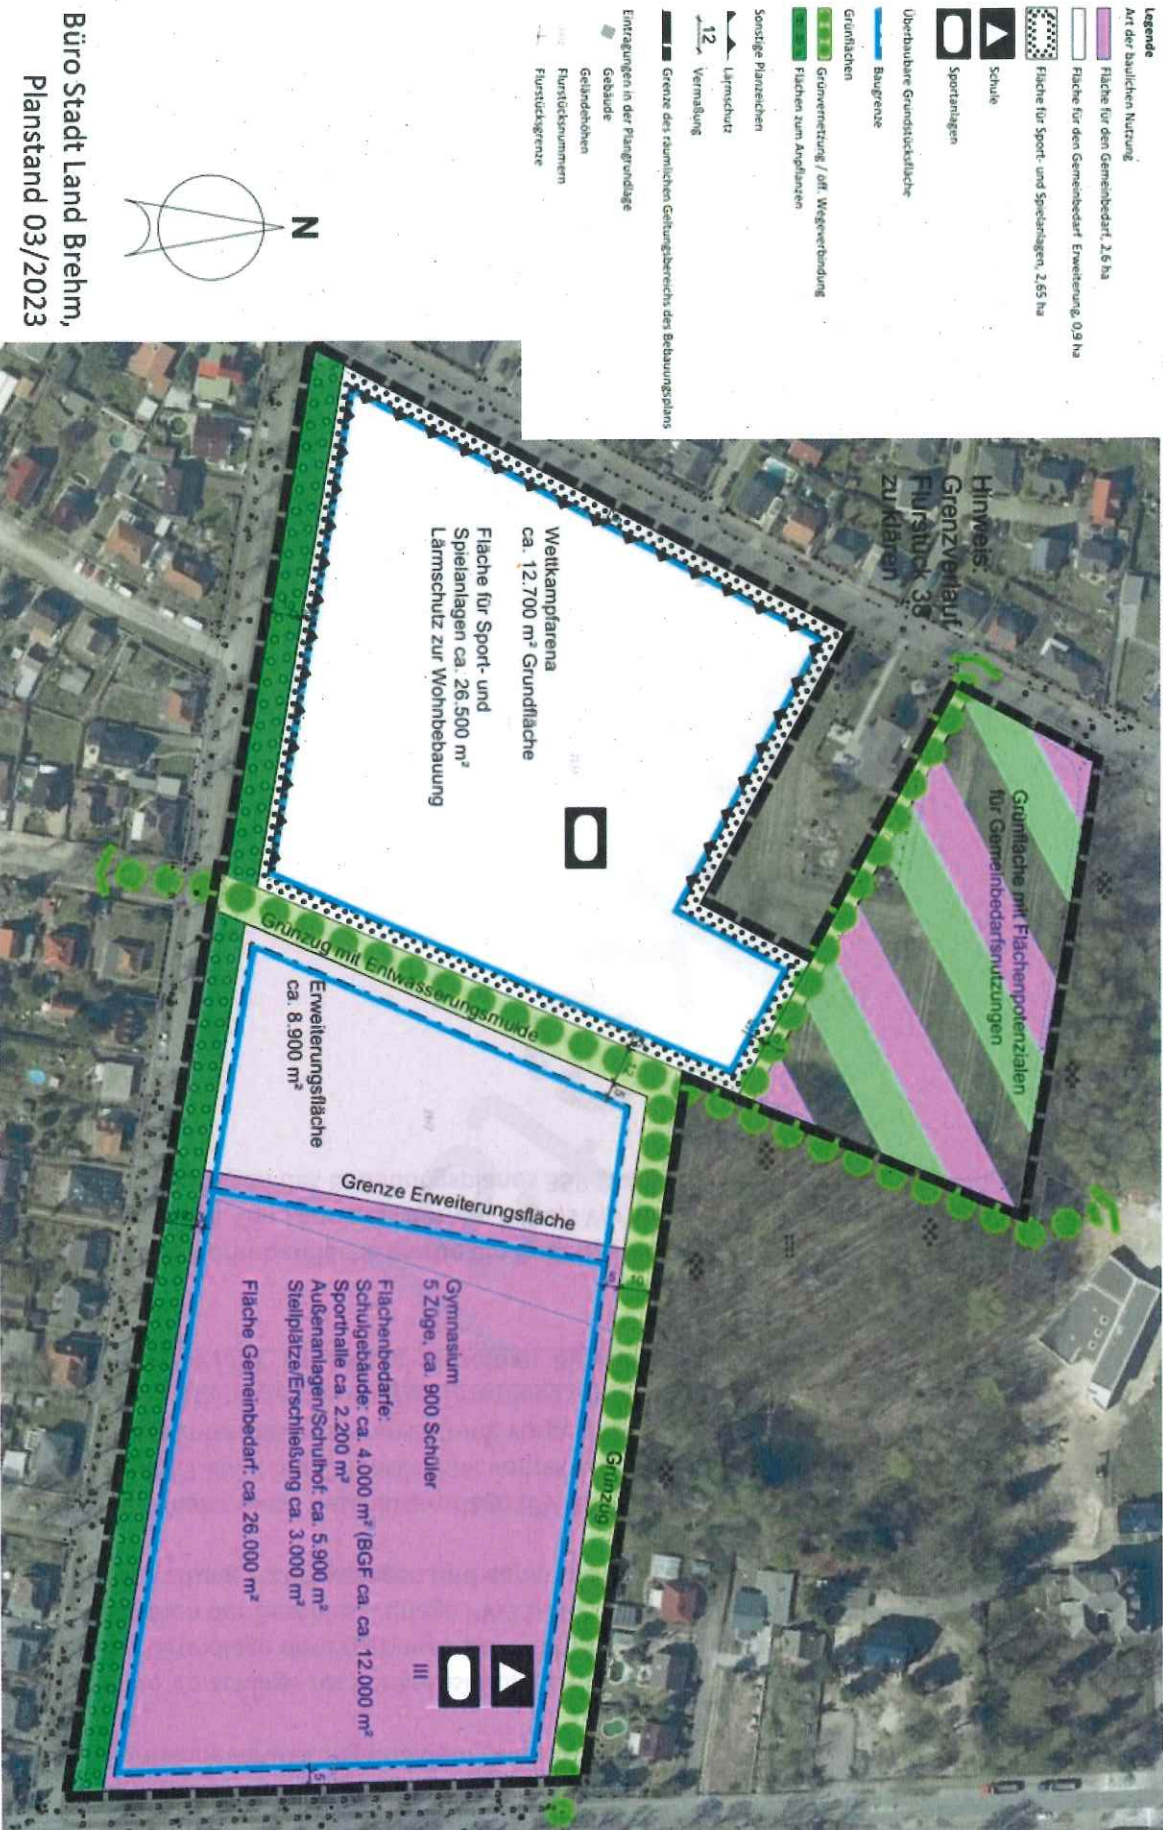 Legende
Art der baulichen Nutzung
Fläche für den Gemeinbedarf, 2,6 ha
Fläche für den Gemeinbedarf Erweiterung, 0,9 ha
Fläche für Sport- und Spielanlagen, 2,65 ha
Schule
Sportanlagen
Überbaubare Grundstücksfläche
Baugrenze
Grünflächen
Grünvernetzung / öff. Wegeverbindung
Flächen zum Anpflanzen
Sonstige Planzeichen
Lärmschutz
12 Vermaßung
Grenze des räumlichen Geltungsbereichs des Bebauungsplans
Eintragungen in der Plangrundlage
Gebäude
Geländehöhen
Flurstücksnummern
Flurstücksgrenze
N
Büro Stadt Land Brehm,
Planstand 03/2023
Hinweis:
Grenzverlauf
Flurstück 38
zu klären
Grünfläche mit Flächenpotenzialen
für Gemeinbedarfsnutzungen
Wettkampfarena
ca. 12.700 m² Grundfläche
Fläche für Sport- und
Spielanlagen ca. 26.500 m²
Lärmschutz zur Wohnbebauung
Grünzug mit Entwässerungsmulde
Erweiterungsfläche
ca. 8.900 m²
Grenze Erweiterungsfläche
Grünzug
Gymnasium
5 Züge, ca. 900 Schüler
Flächenbedarfe:
Schulgebäude: ca. 4.000 m² (BGF ca. ca. 12.000 m²
Sporthalle ca. 2.200 m²
Außenanlagen/Schulhof: ca. 5.900 m²
Stellplätze/Erschließung ca. 3.000 m²
Fläche Gemeinbedarf: ca. 26.000 m²
III
5
5
10
5